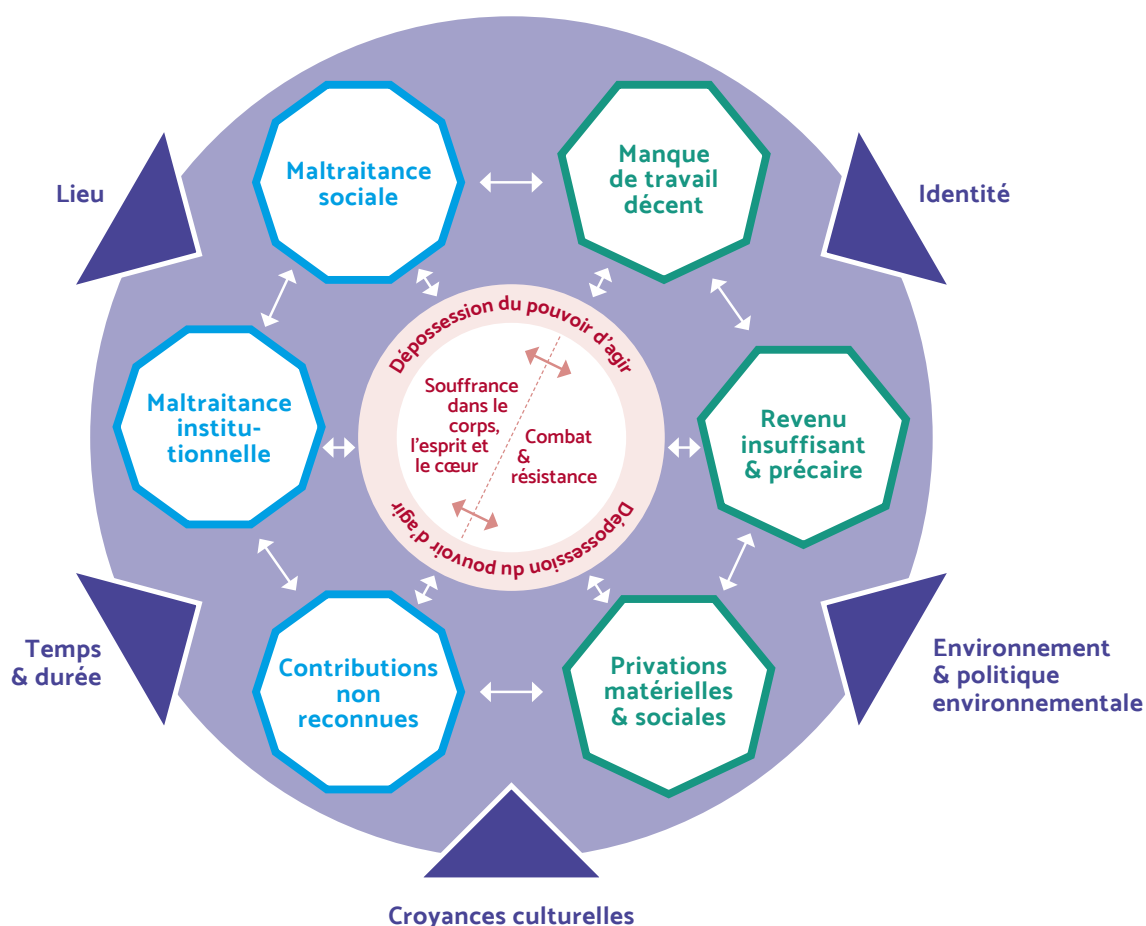 Maltraitance
sociale
Manque
de travail
décent
Lieu
Identité
Dépossession du pouvoir d'agir
Souffrance
dans le
corps,
l'esprit et
le cœur
Combat
&
résistance
Dépossession du pouvoir d'agir
Maltraitance
institu-
tionnelle
Revenu
insuffisant
& précaire
Temps
& durée
Contributions
non
reconnues
Privations
matérielles
& sociales
Environnement
& politique
environnementale
Croyances culturelles